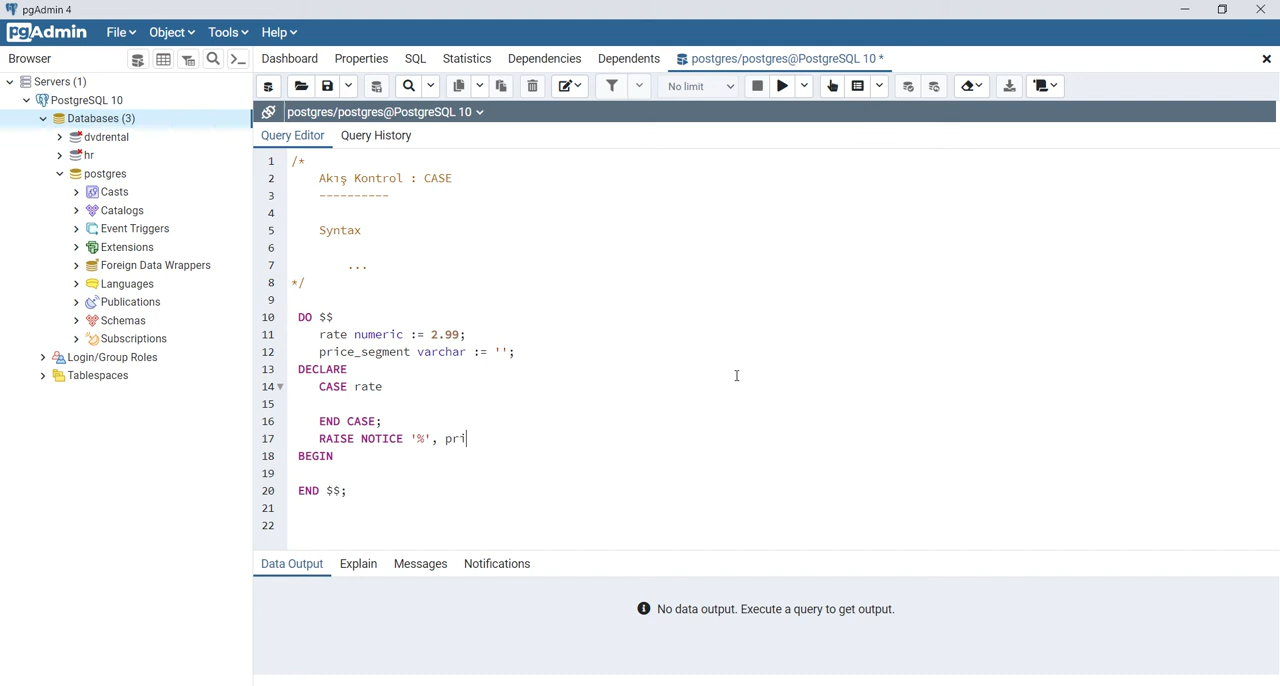 pgAdmin 4
pgAdmin File Object Tools Help
Browser
Dashboard Properties SQL Statistics Dependencies Dependents postgres/postgres@PostgreSQL 10 *
No limit
postgres/postgres@PostgreSQL 10
Query Editor Query History
Servers (1)
PostgreSQL 10
Databases (3)
dvdrental
hr
postgres
Casts
Catalogs
Event Triggers
Extensions
Foreign Data Wrappers
Languages
Publications
Schemas
Subscriptions
Login/Group Roles
Tablespaces
1 /*
2 Akış Kontrol : CASE
3 ----------
4
5 Syntax
6
7 ...
8 */
9
10 DO $$
11 rate numeric := 2.99;
12 price_segment varchar := '';
13 DECLARE
14 CASE rate
15
16 END CASE;
17 RAISE NOTICE '%', pri
18 BEGIN
19
20 END $$;
21
22
Data Output Explain Messages Notifications
No data output. Execute a query to get output.